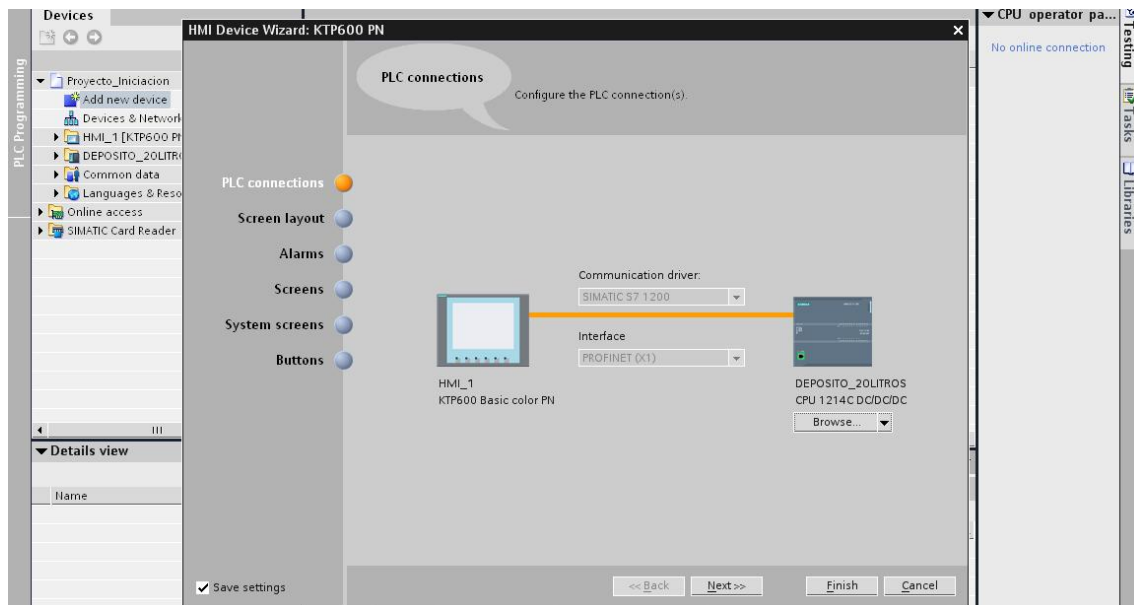 Devices
HMI Device Wizard: KTP600 PN
CPU operator pa...
No online connection
PLC Programming
Testing
Tasks
Libraries
Proyecto_Iniciacion
Add new device
Devices & Network
HMI_1 [KTP600 PN
DEPOSITO_20LITR
Common data
Languages & Reso
Online access
SIMATIC Card Reader
Details view
Name
PLC connections
Configure the PLC connection(s).
PLC connections
Screen layout
Alarms
Screens
System screens
Buttons
Communication driver:
SIMATIC S7 1200
Interface
PROFINET (X1)
HMI_1
KTP600 Basic color PN
DEPOSITO_20LITROS
CPU 1214C DC/DC/DC
Browse...
Save settings
<< Back
Next >>
Finish
Cancel